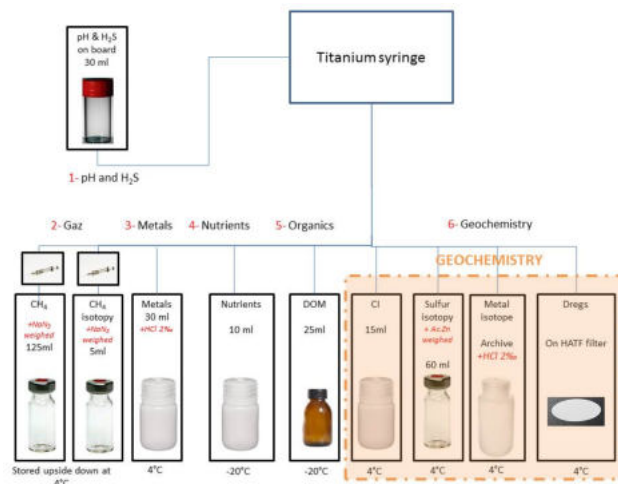 pH & H₂S
on board
30 ml
Titanium syringe
1- pH and H₂S
2- Gaz
3- Metals
4- Nutrients
5- Organics
6- Geochemistry
GEOCHEMISTRY
CH₄
+NaN₃
weighed
125ml
CH₄
isotopy
+NaN₃
weighed
5ml
Metals
30 ml
+HCl 2‰
Nutrients
10 ml
DOM
25ml
Cl
15ml
Sulfur
isotopy
+ Ac.Zn
weighed
60 ml
Metal
isotope
Archive
+HCl 2‰
Dregs
On HATF filter
Stored upside down at
4°C
4°C
-20°C
-20°C
4°C
4°C
4°C
4°C